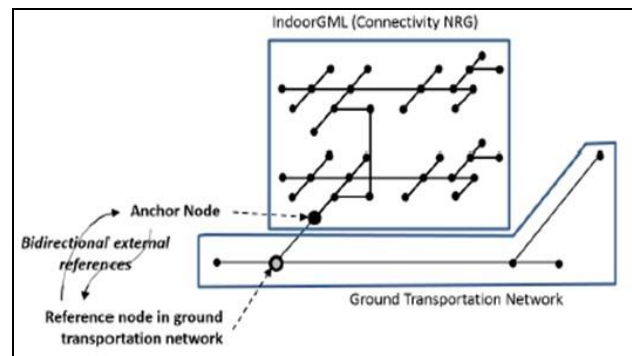 IndoorGML (Connectivity NRG)
Anchor Node
Bidirectional external
references
Ground Transportation Network
Reference node in ground
transportation network